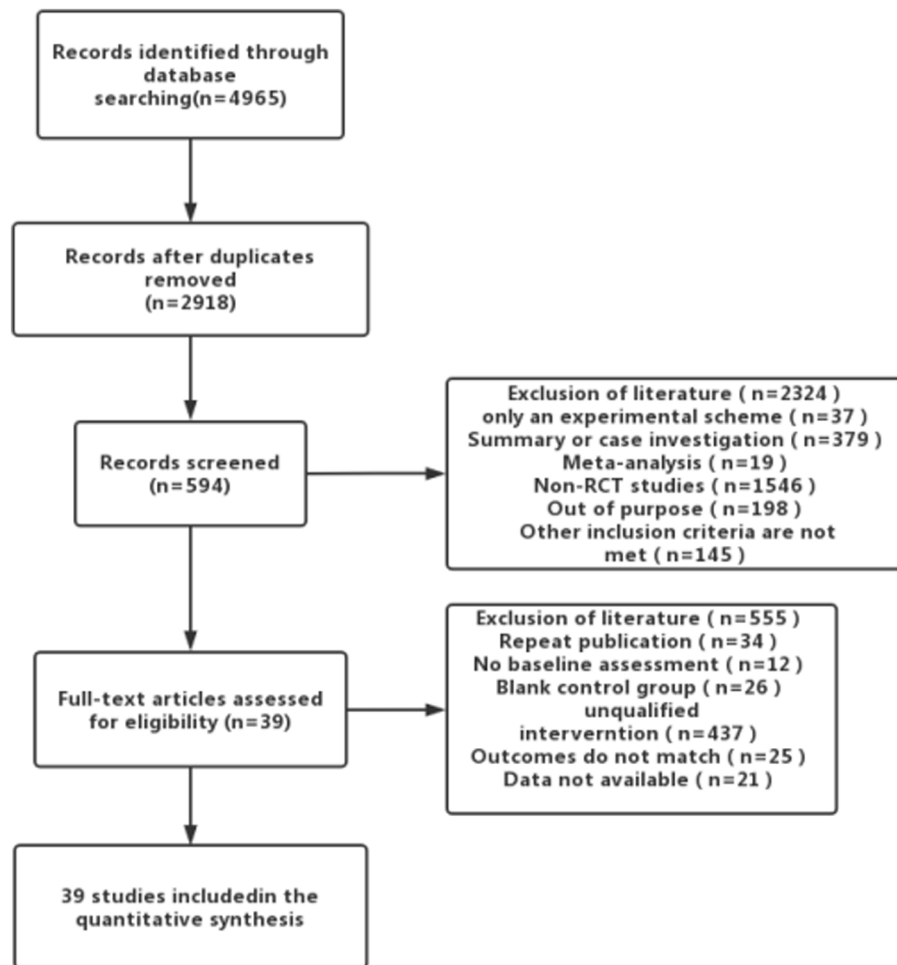 Records identified through
database
searching(n=4965)
Records after duplicates
removed
(n=2918)
Records screened
(n=594)
Exclusion of literature ( n=2324 )
only an experimental scheme ( n=37 )
Summary or case investigation ( n=379 )
Meta-analysis ( n=19 )
Non-RCT studies ( n=1546 )
Out of purpose ( n=198 )
Other inclusion criteria are not
met ( n=145 )
Full-text articles assessed
for eligibility (n=39)
Exclusion of literature ( n=555 )
Repeat publication ( n=34 )
No baseline assessment ( n=12 )
Blank control group ( n=26 )
unqualified
interverntion ( n=437 )
Outcomes do not match ( n=25 )
Data not available ( n=21 )
39 studies includedin the
quantitative synthesis